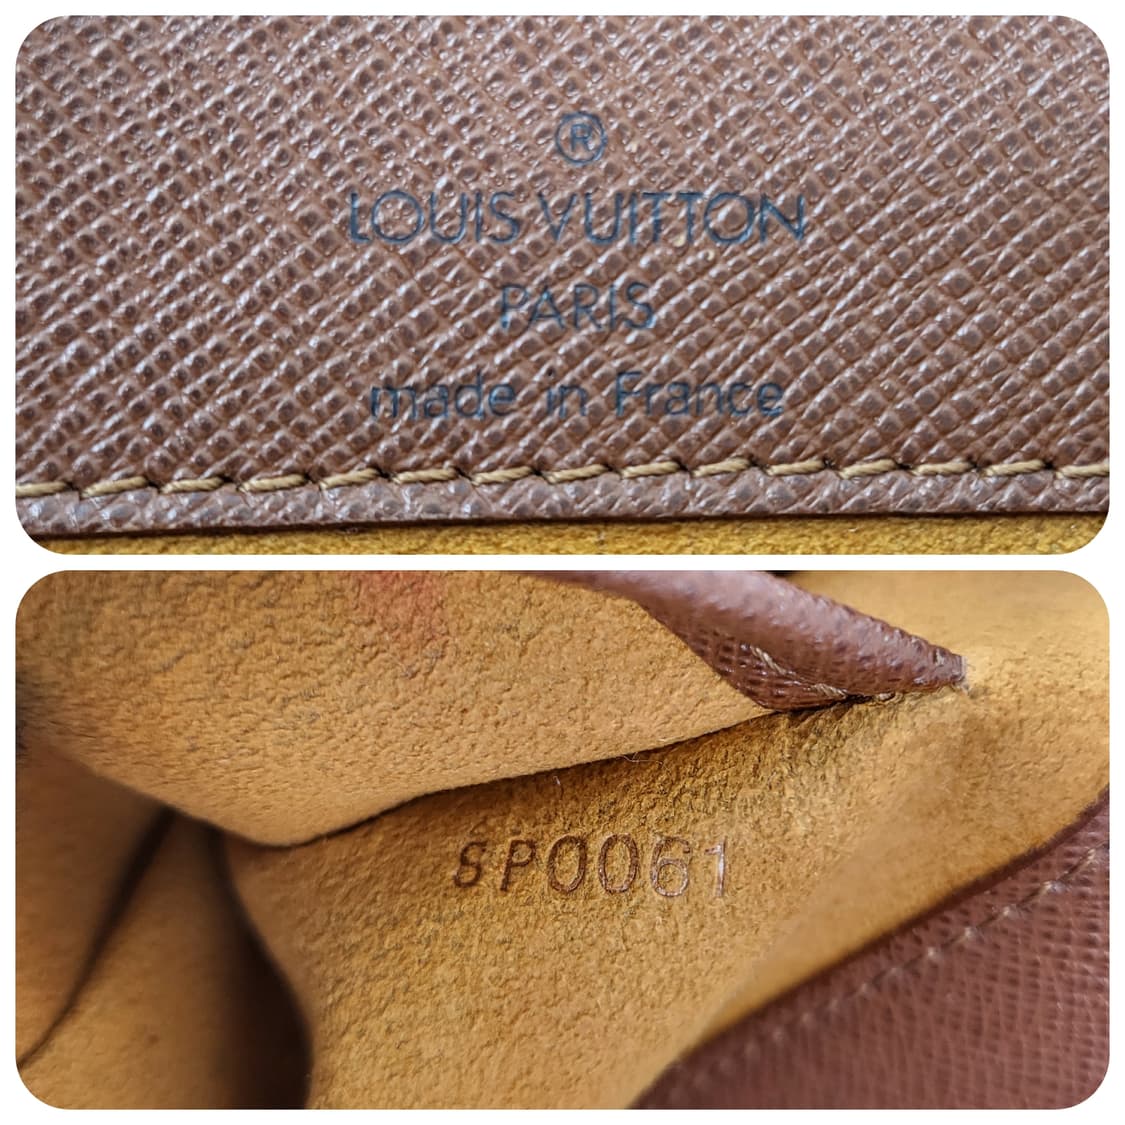 ®
LOUIS VUITTON
PARIS
made in France
SP0061